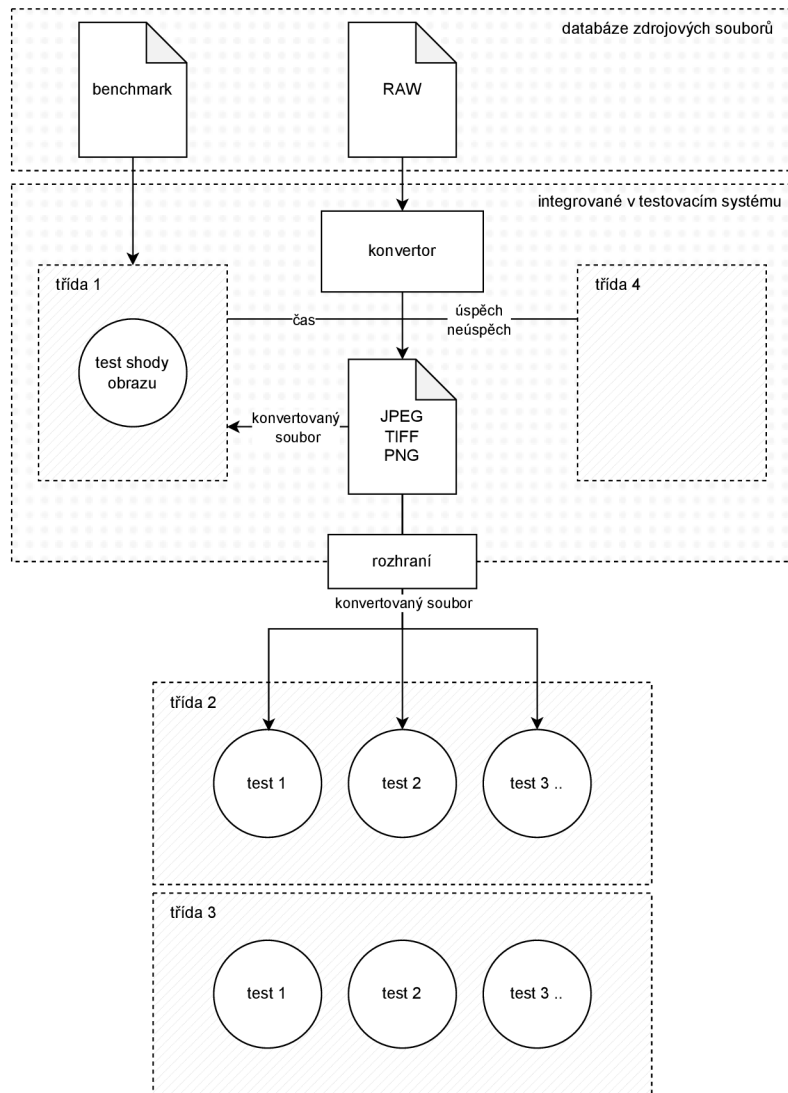 databáze zdrojových souborů
benchmark
RAW
integrované v testovacím systému
konvertor
třída 1
třída 4
čas
úspěch
neúspěch
test shody
obrazu
konvertovaný
soubor
JPEG
TIFF
PNG
rozhraní
konvertovaný soubor
třída 2
test 1
test 2
test 3 ..
třída 3
test 1
test 2
test 3 ..